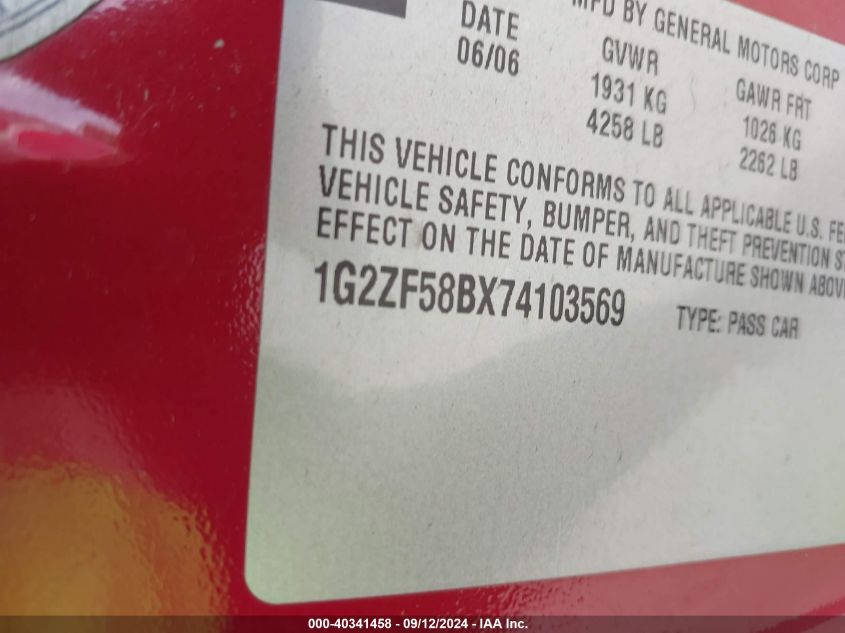 MFD BY GENERAL MOTORS CORP
DATE GVWR GAWR FRT
06/06 1931 KG 1026 KG
4258 LB 2262 LB
THIS VEHICLE CONFORMS TO ALL APPLICABLE U.S. FE
VEHICLE SAFETY, BUMPER, AND THEFT PREVENTION S
EFFECT ON THE DATE OF MANUFACTURE SHOWN ABOV
1G2ZF58BX74103569 TYPE: PASS CAR
000-40341458 - 09/12/2024 - IAA Inc.